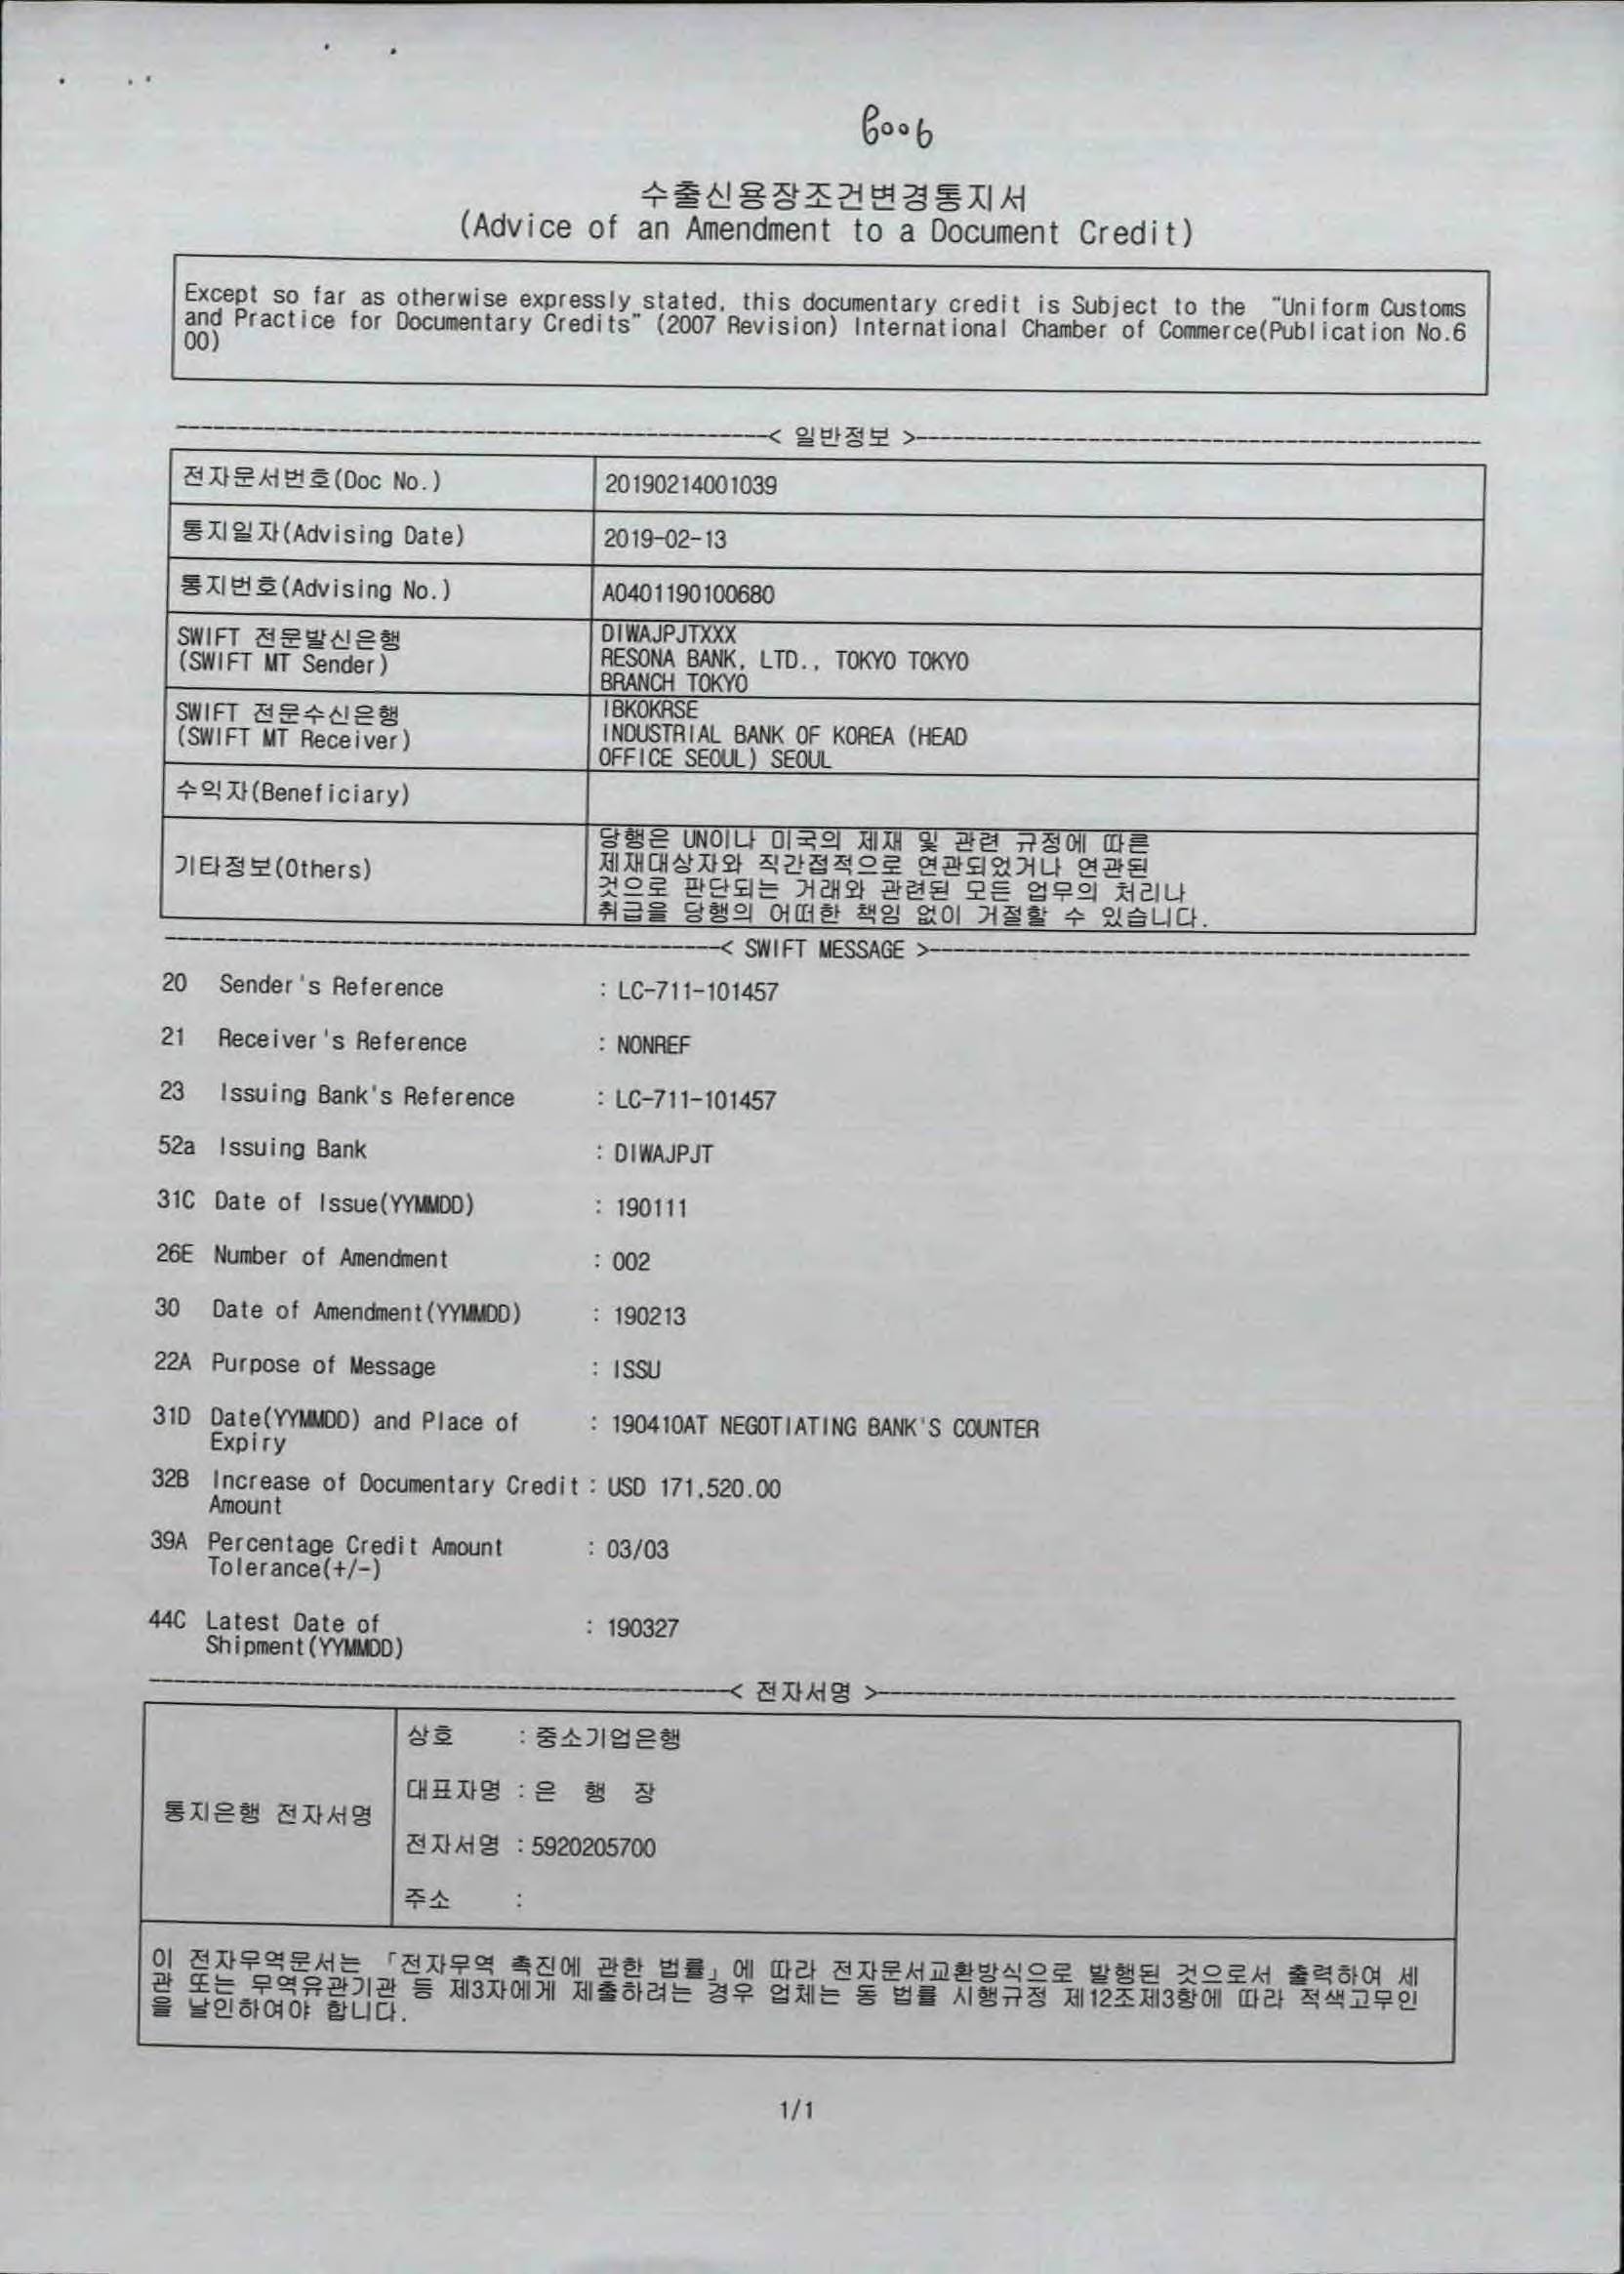 6006
수출신용장조건변경통지서
(Advice of an Amendment to a Document Credit)
Except so far as otherwise expressly stated, this documentary credit is Subject to the "Uniform Customs
and Practice for Documentary Credits" (2007 Revision) International Chamber of Commerce(Publication No.6
00)
< 일반정보 >
전자문서번호(Doc No.) 20190214001039
통지일자(Advising Date) 2019-02-13
통지번호(Advising No.) A0401190100680
SWIFT 전문발신은행
(SWIFT MT Sender)
DIWAJPJTXXX
RESONA BANK, LTD., TOKYO TOKYO
BRANCH TOKYO
SWIFT 전문수신은행
(SWIFT MT Receiver)
IBKOKRSE
INDUSTRIAL BANK OF KOREA (HEAD
OFFICE SEOUL) SEOUL
수익자(Beneficiary)
기타정보(Others)
당행은 UN이나 미국의 제재 및 관련 규정에 따른
제재대상자와 직간접적으로 연관되었거나 연관된
것으로 판단되는 거래와 관련된 모든 업무의 처리나
취급을 당행의 어떠한 책임 없이 거절할 수 있습니다.
< SWIFT MESSAGE >
20 Sender's Reference : LC-711-101457
21 Receiver's Reference : NONREF
23 Issuing Bank's Reference : LC-711-101457
52a Issuing Bank : DIWAJPJT
31C Date of Issue(YYMMDD) : 190111
26E Number of Amendment : 002
30 Date of Amendment(YYMMDD) : 190213
22A Purpose of Message : ISSU
31D Date(YYMMDD) and Place of : 190410AT NEGOTIATING BANK'S COUNTER
Expiry
32B Increase of Documentary Credit : USD 171,520.00
Amount
39A Percentage Credit Amount : 03/03
Tolerance(+/-)
44C Latest Date of : 190327
Shipment(YYMMDD)
< 전자서명 >
통지은행 전자서명
상호 : 중소기업은행
대표자명 : 은 행 장
전자서명 : 5920205700
주소 :
이 전자무역문서는 「전자무역 촉진에 관한 법률」에 따라 전자문서교환방식으로 발행된 것으로서 출력하여 세
관 또는 무역유관기관 등 제3자에게 제출하려는 경우 업체는 동 법률 시행규정 제12조제3항에 따라 적색고무인
을 날인하여야 합니다.
1/1